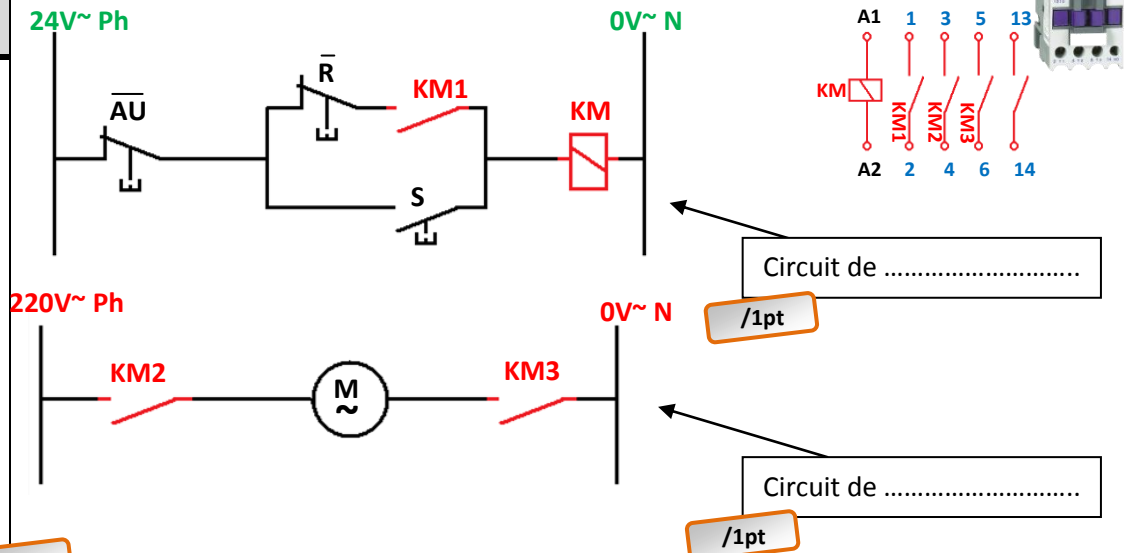 24V~ Ph
0V~ N
AU
R
KM1
KM
S
Circuit de ………………………..
/1pt
220V~ Ph
0V~ N
KM2
M
~
KM3
Circuit de ………………………..
/1pt
A1 1 3 5 13
KM
KM1
KM2
KM3
A2 2 4 6 14